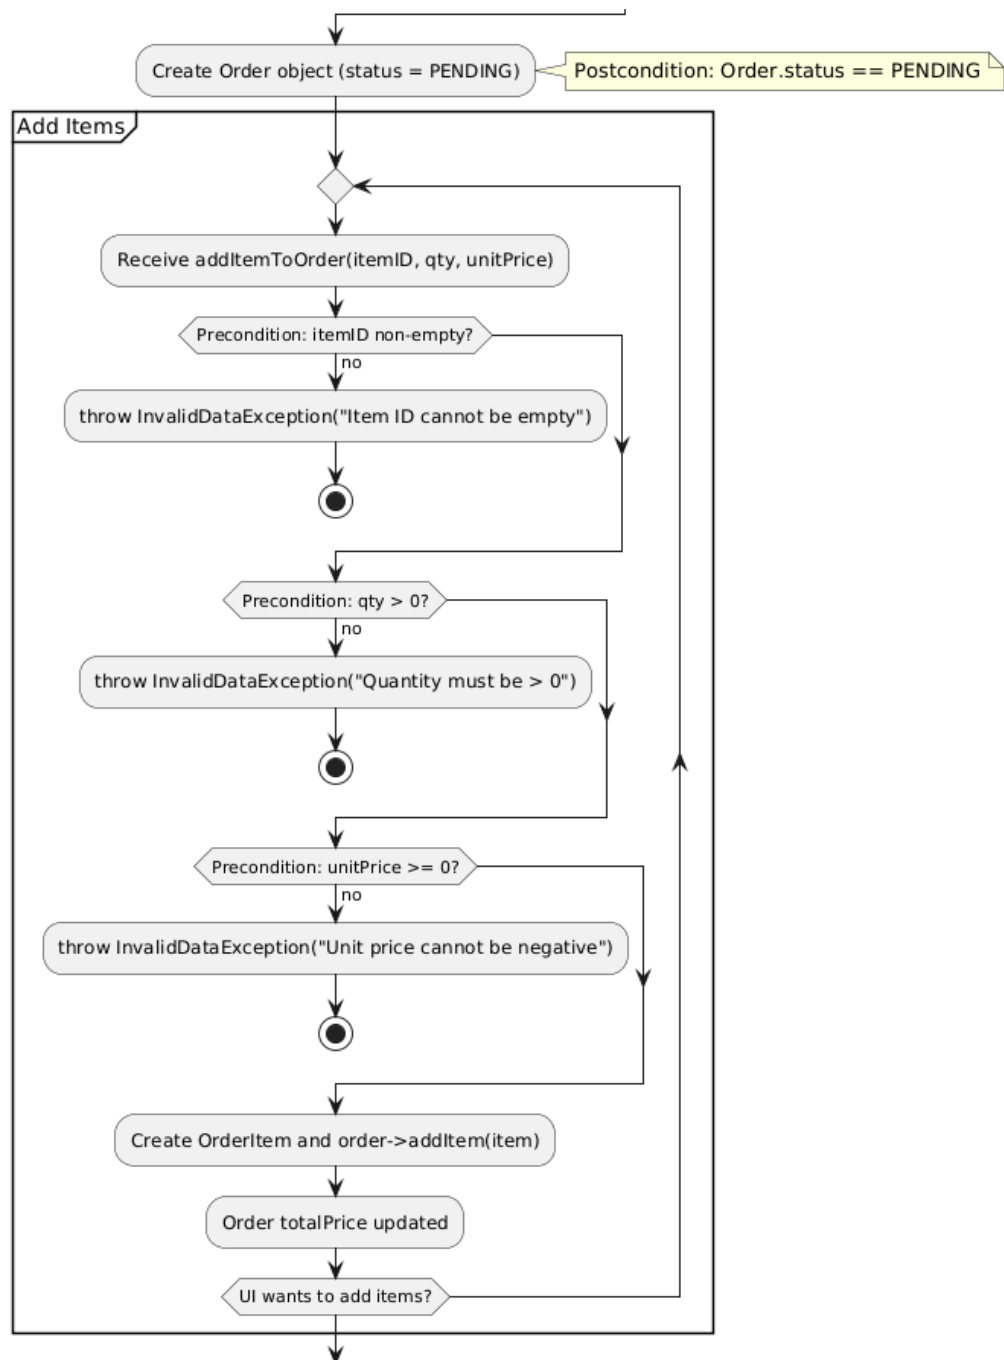 Create Order object (status = PENDING)
Postcondition: Order.status == PENDING
Add Items
Receive addItemToOrder(itemID, qty, unitPrice)
Precondition: itemID non-empty?
no
throw InvalidDataException("Item ID cannot be empty")
Precondition: qty > 0?
no
throw InvalidDataException("Quantity must be > 0")
Precondition: unitPrice >= 0?
no
throw InvalidDataException("Unit price cannot be negative")
Create OrderItem and order->addItem(item)
Order totalPrice updated
UI wants to add items?